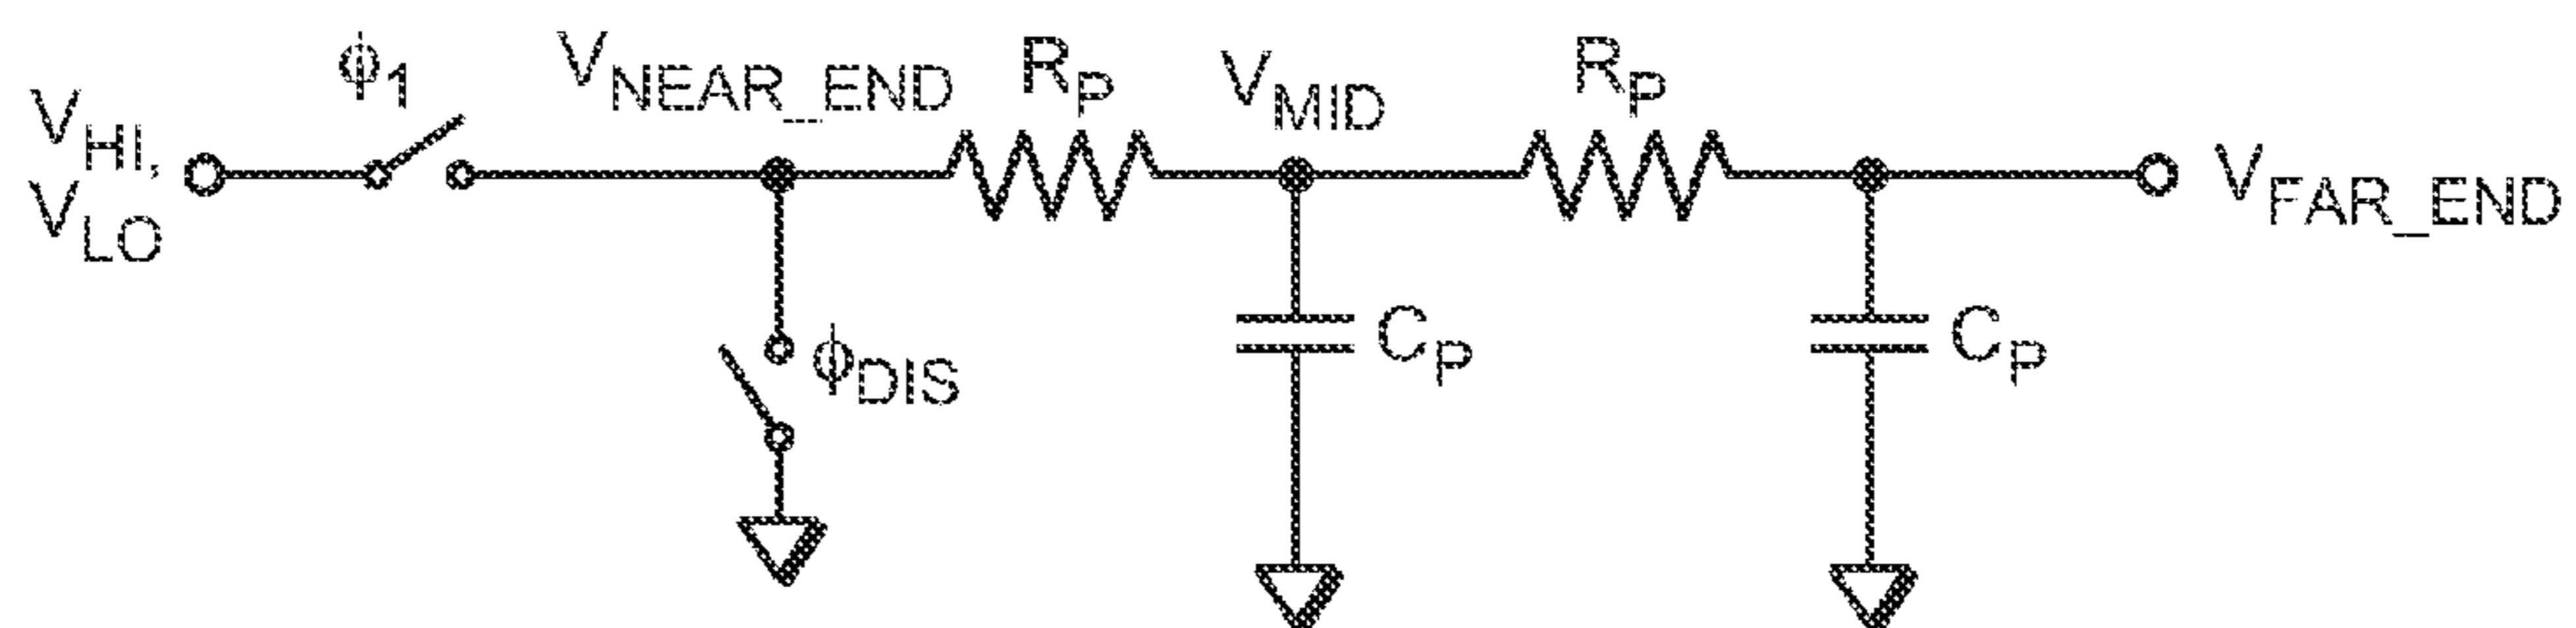 V_HI,
V_LO
ϕ_1
V_NEAR_END
R_P
V_MID
R_P
V_FAR_END
ϕ_DIS
C_P
C_P